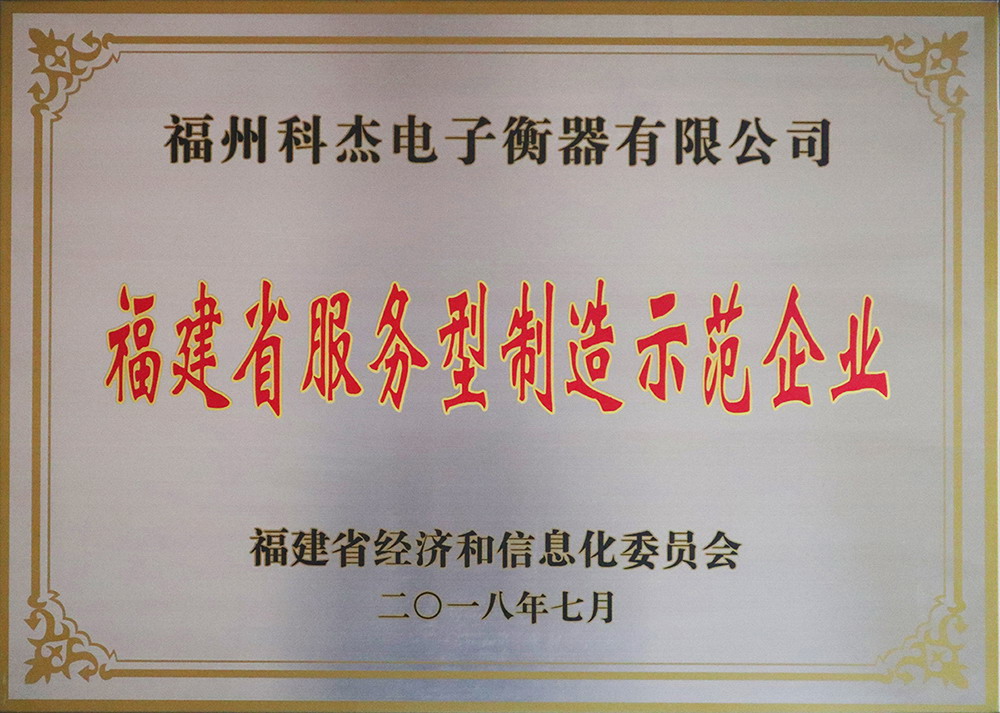 福州科杰电子衡器有限公司
福建省服务型制造示范企业
福建省经济和信息化委员会
二〇一八年七月